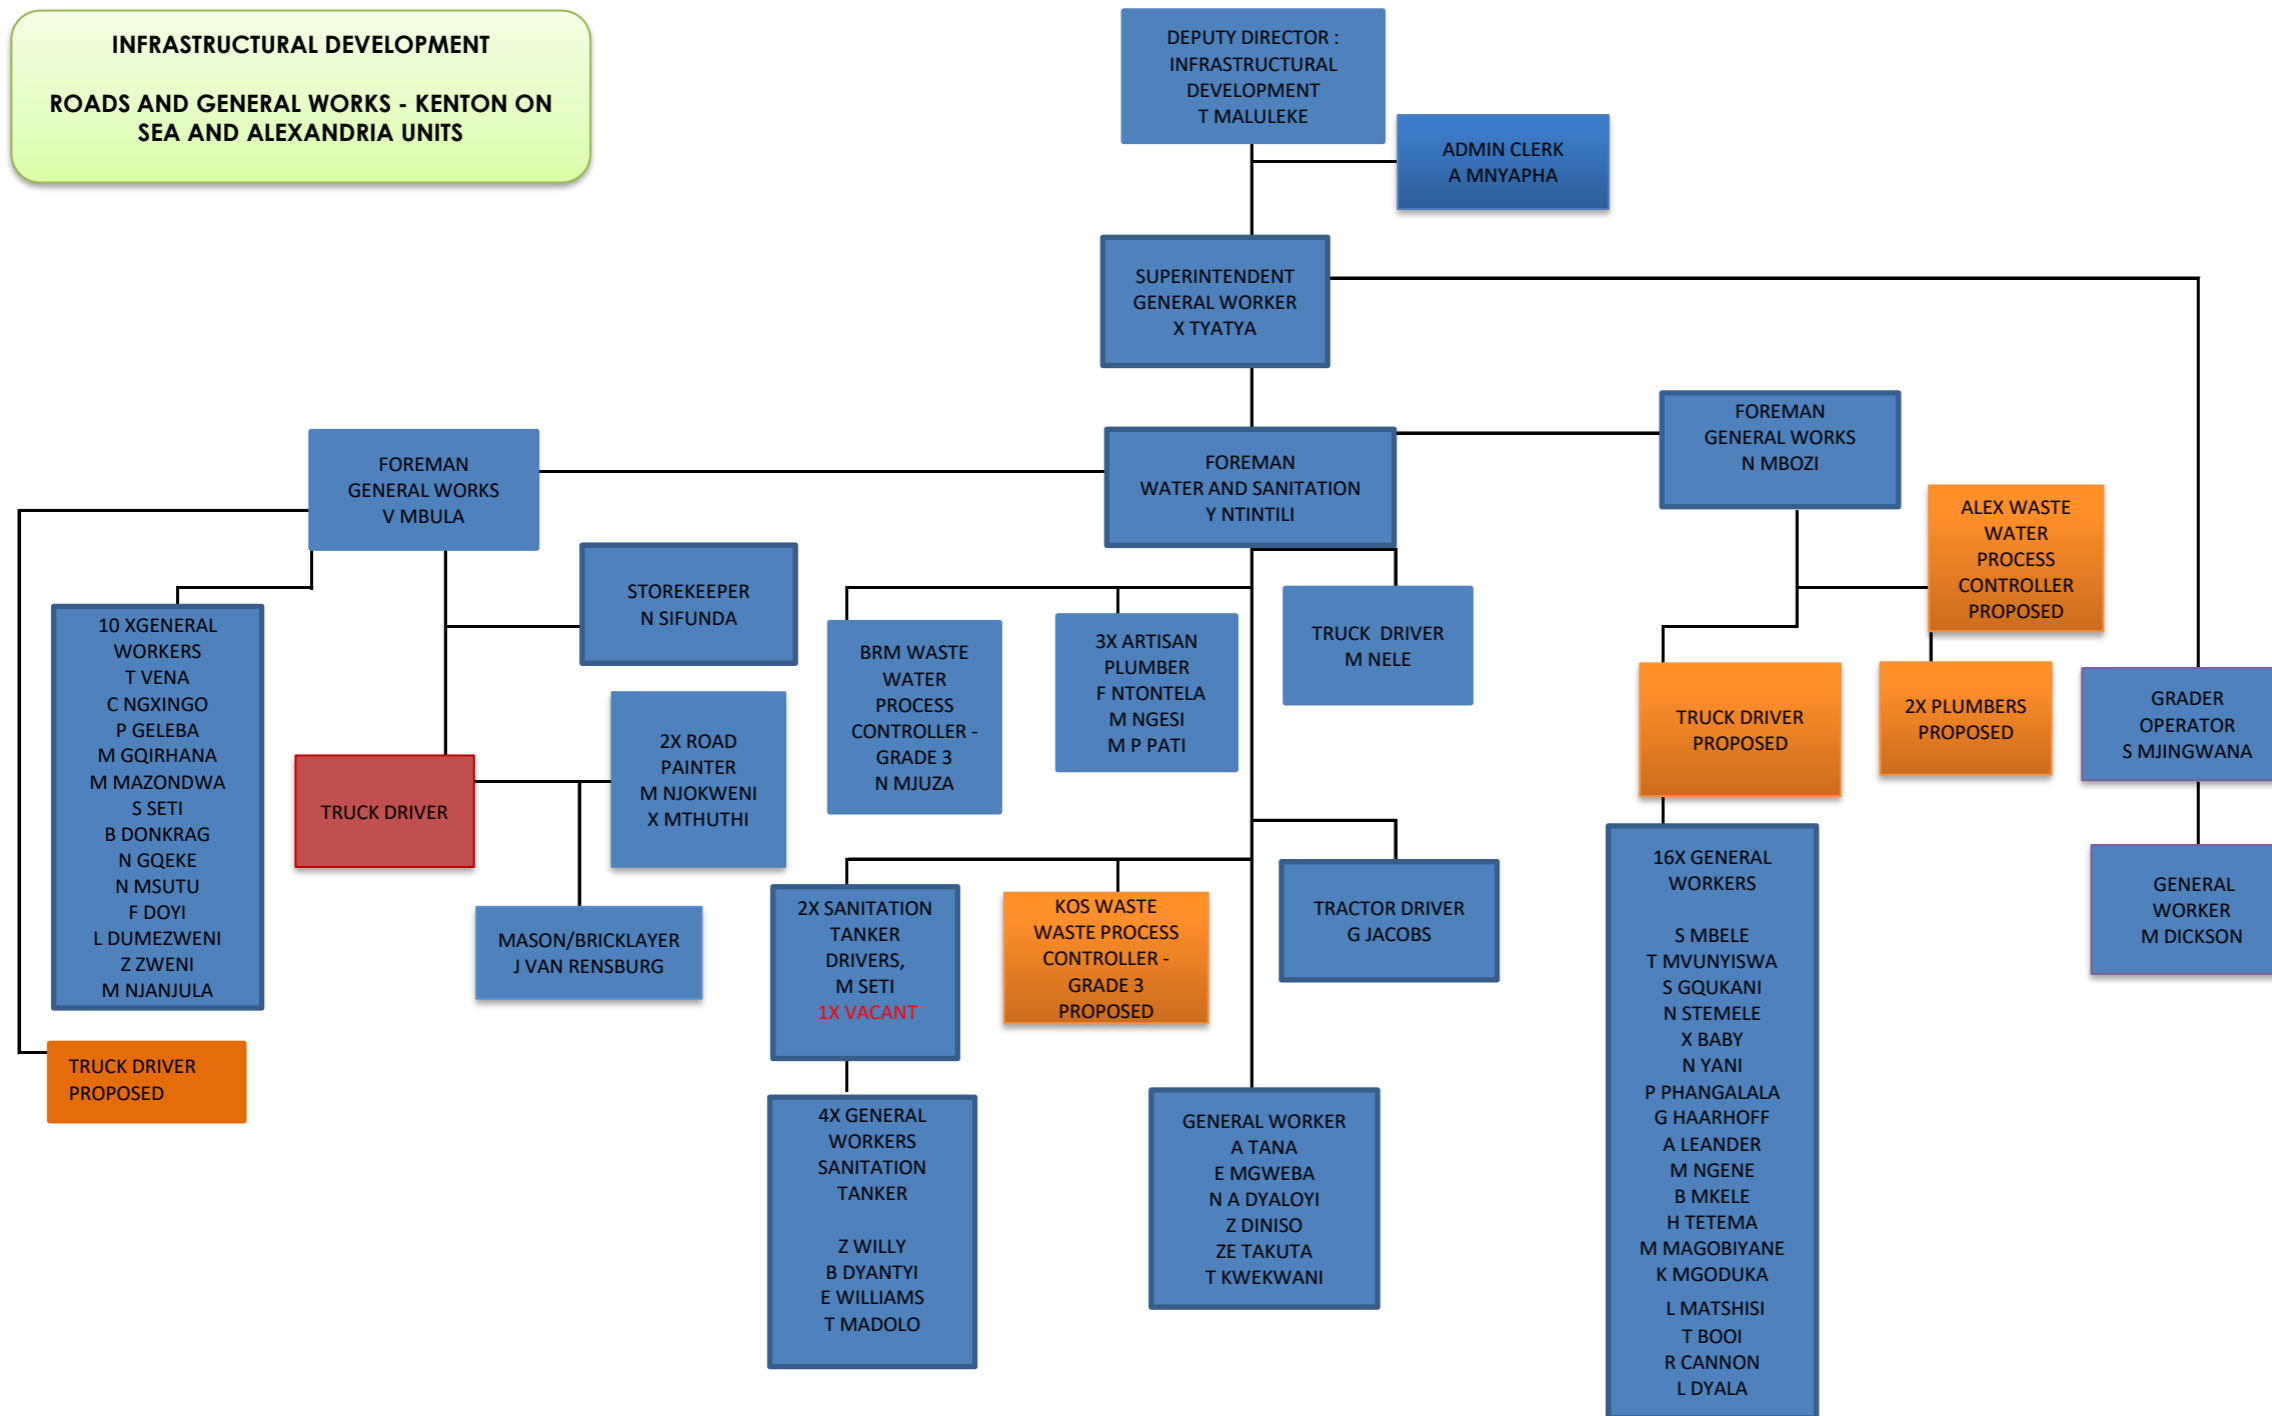 INFRASTRUCTURAL DEVELOPMENT
ROADS AND GENERAL WORKS - KENTON ON
SEA AND ALEXANDRIA UNITS
DEPUTY DIRECTOR :
INFRASTRUCTURAL
DEVELOPMENT
T MALULEKE
ADMIN CLERK
A MNYAPHA
SUPERINTENDENT
GENERAL WORKER
X TYATYA
FOREMAN
GENERAL WORKS
V MBULA
FOREMAN
WATER AND SANITATION
Y NTINTILI
FOREMAN
GENERAL WORKS
N MBOZI
ALEX WASTE
WATER
PROCESS
CONTROLLER
PROPOSED
10 XGENERAL
WORKERS
T VENA
C NGXINGO
P GELEBA
M GQIRHANA
M MAZONDWA
S SETI
B DONKRAG
N GQEKE
N MSUTU
F DOYI
L DUMEZWENI
Z ZWENI
M NJANJULA
STOREKEEPER
N SIFUNDA
BRM WASTE
WATER
PROCESS
CONTROLLER -
GRADE 3
N MJUZA
3X ARTISAN
PLUMBER
F NTONTELA
M NGESI
M P PATI
TRUCK  DRIVER
M NELE
TRUCK DRIVER
PROPOSED
2X PLUMBERS
PROPOSED
GRADER
OPERATOR
S MJINGWANA
TRUCK DRIVER
2X ROAD
PAINTER
M NJOKWENI
X MTHUTHI
MASON/BRICKLAYER
J VAN RENSBURG
2X SANITATION
TANKER
DRIVERS,
M SETI
1X VACANT
KOS WASTE
WASTE PROCESS
CONTROLLER -
GRADE 3
PROPOSED
TRACTOR DRIVER
G JACOBS
16X GENERAL
WORKERS
S MBELE
T MVUNYISWA
S GQUKANI
N STEMELE
X BABY
N YANI
P PHANGALALA
G HAARHOFF
A LEANDER
M NGENE
B MKELE
H TETEMA
M MAGOBIYANE
K MGODUKA
L MATSHISI
T BOOI
R CANNON
L DYALA
GENERAL
WORKER
M DICKSON
TRUCK DRIVER
PROPOSED
4X GENERAL
WORKERS
SANITATION
TANKER
Z WILLY
B DYANTYI
E WILLIAMS
T MADOLO
GENERAL WORKER
A TANA
E MGWEBA
N A DYALOYI
Z DINISO
ZE TAKUTA
T KWEKWANI